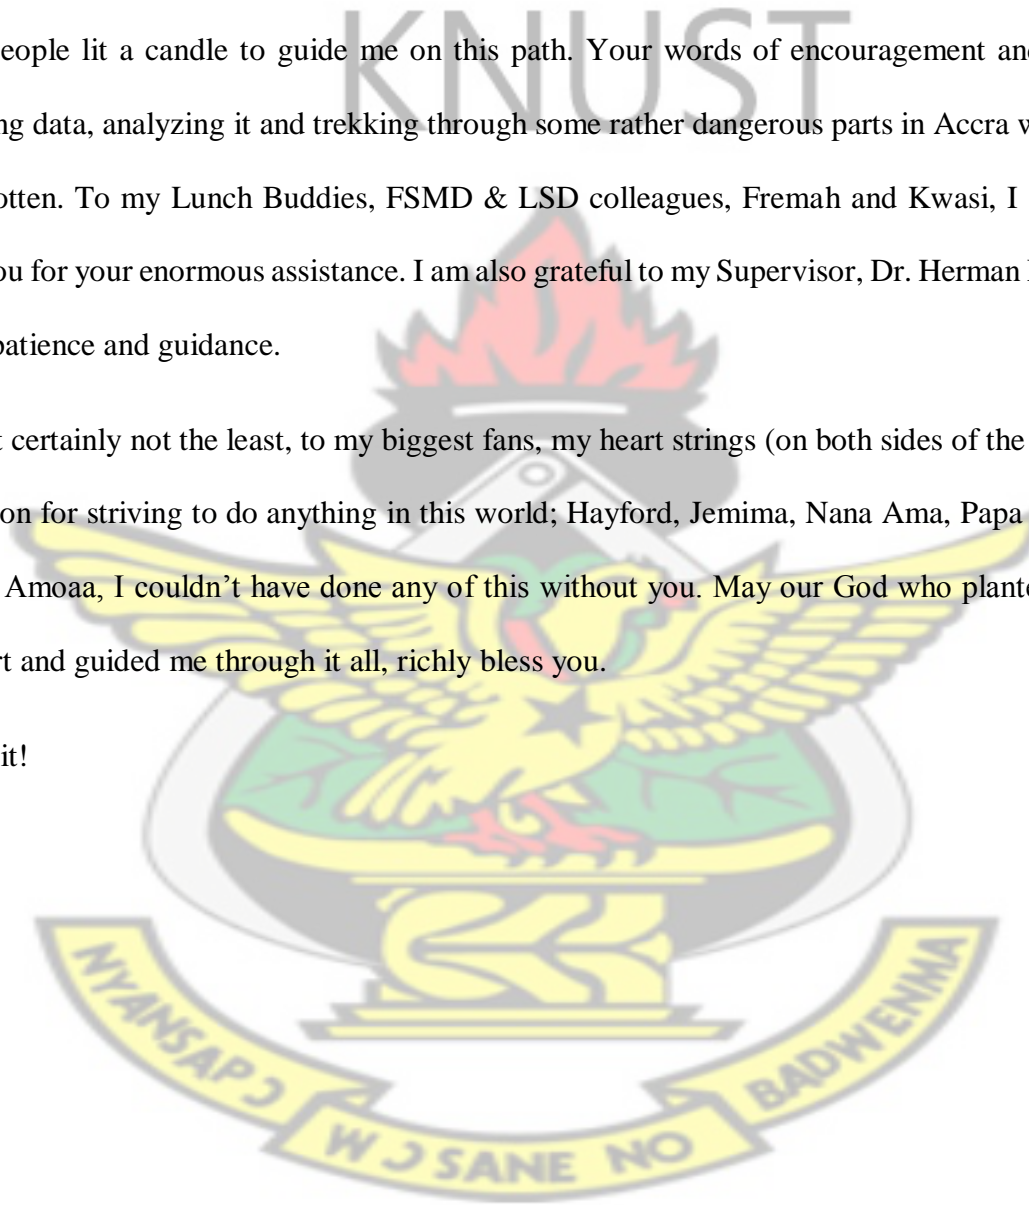 KNUST
eople lit a candle to guide me on this path. Your words of encouragement and
ng data, analyzing it and trekking through some rather dangerous parts in Accra w
otten. To my Lunch Buddies, FSMD & LSD colleagues, Fremah and Kwasi, I
ou for your enormous assistance. I am also grateful to my Supervisor, Dr. Herman
patience and guidance.
t certainly not the least, to my biggest fans, my heart strings (on both sides of the
on for striving to do anything in this world; Hayford, Jemima, Nana Ama, Papa
Amoaa, I couldn’t have done any of this without you. May our God who plante
rt and guided me through it all, richly bless you.
it!
NYANSAPƆ
WƆSANE NO
BADWENMA